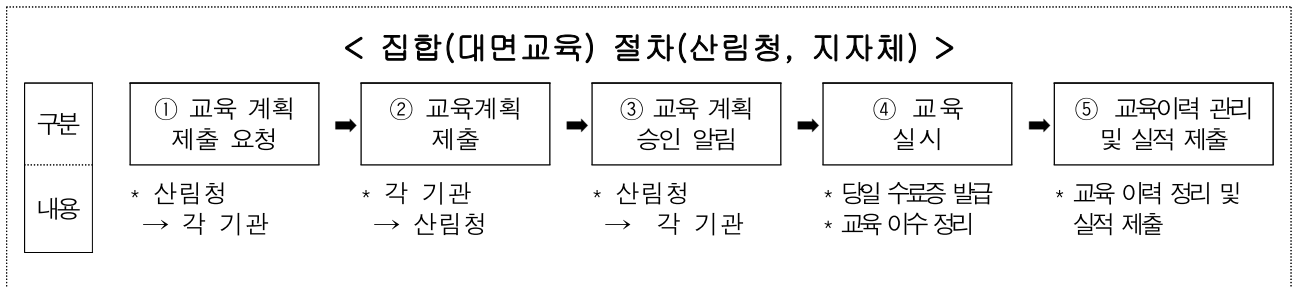 < 집합(대면교육) 절차(산림청, 지자체) >
구분
① 교육 계획
제출 요청
➡
② 교육계획
제출
➡
③ 교육 계획
승인 알림
➡
④ 교육
실시
➡
⑤ 교육이력 관리
및 실적 제출
내용
* 산림청
→ 각 기관
* 각 기관
→ 산림청
* 산림청
→ 각 기관
* 당일 수료증 발급
* 교육 이수 정리
* 교육 이력 정리 및
실적 제출